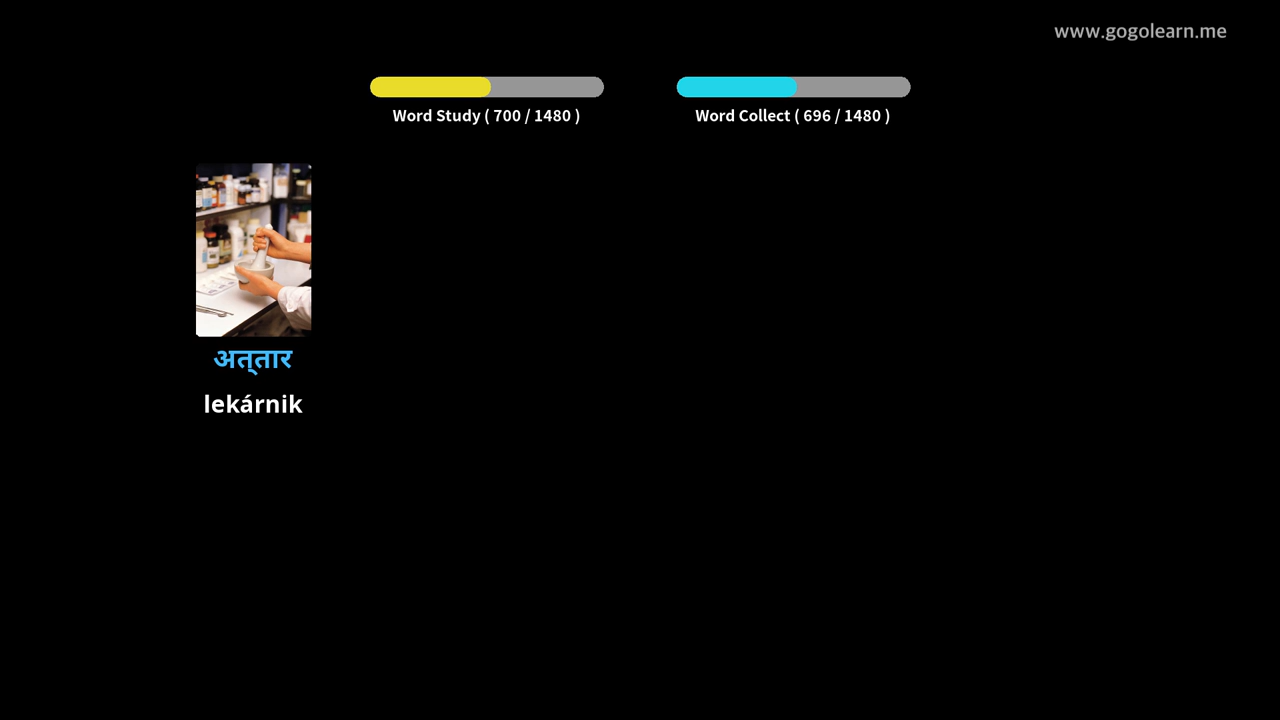 www.gogolearn.me
Word Study ( 700 / 1480 )
Word Collect ( 696 / 1480 )
अत्‌तार
lekárnik